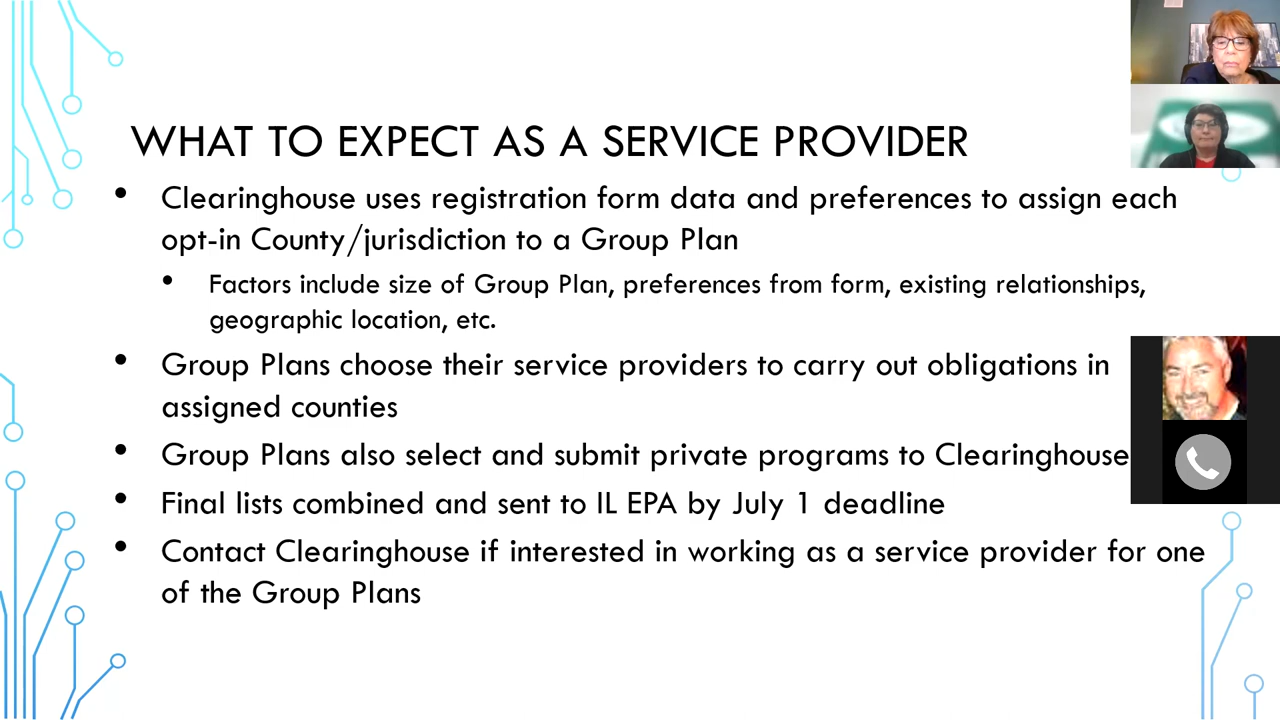 WHAT TO EXPECT AS A SERVICE PROVIDER
• Clearinghouse uses registration form data and preferences to assign each
opt-in County/jurisdiction to a Group Plan
• Factors include size of Group Plan, preferences from form, existing relationships,
geographic location, etc.
• Group Plans choose their service providers to carry out obligations in
assigned counties
• Group Plans also select and submit private programs to Clearinghouse
• Final lists combined and sent to IL EPA by July 1 deadline
• Contact Clearinghouse if interested in working as a service provider for one
of the Group Plans